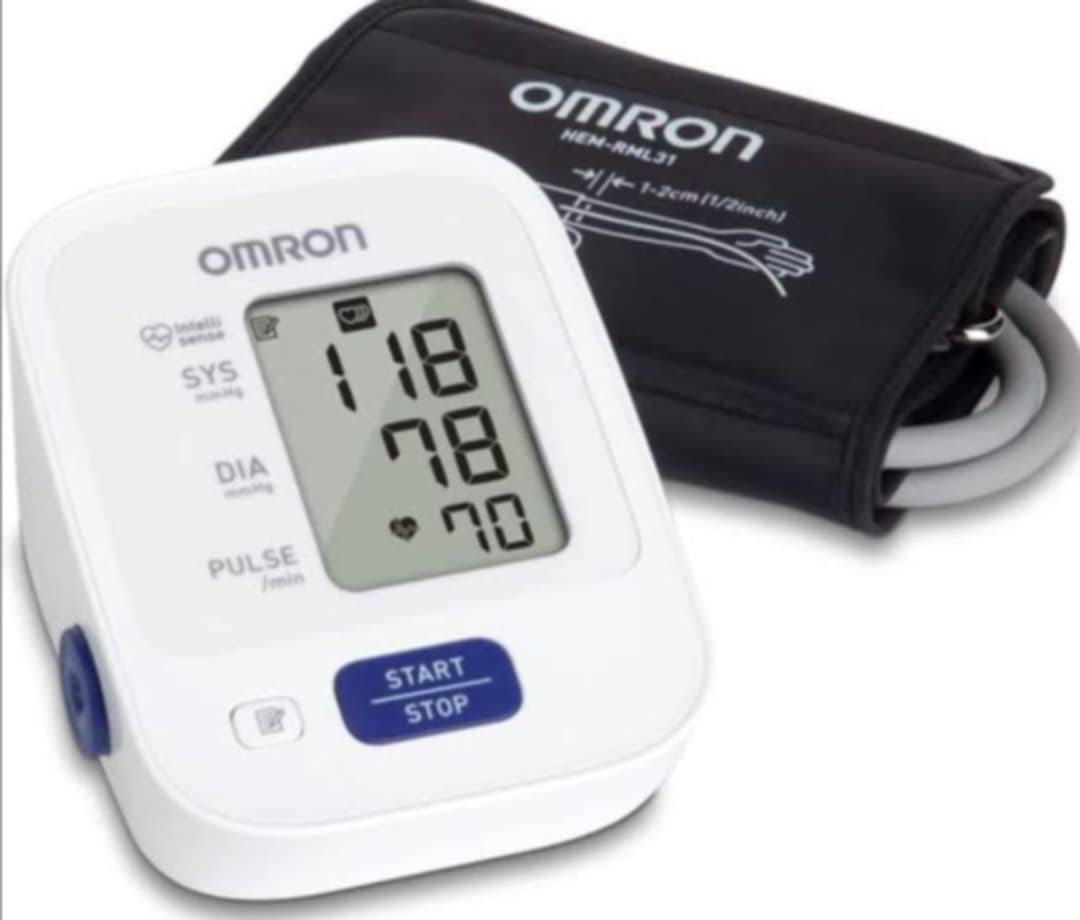 OMRON
HEM-RML31
1-2cm (1/2inch)
OMRON
intelli
sense
SYS
mmHg
118
DIA
mmHg
78
PULSE
/min
70
START
STOP